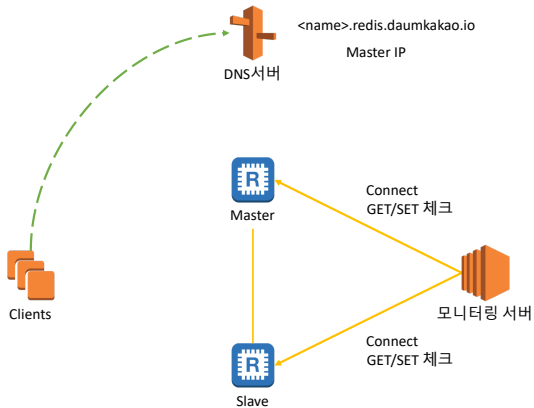 <name>.redis.daumkakao.io
Master IP
DNS서버
R
Master
Connect
GET/SET 체크
Clients
모니터링 서버
Connect
GET/SET 체크
R
Slave